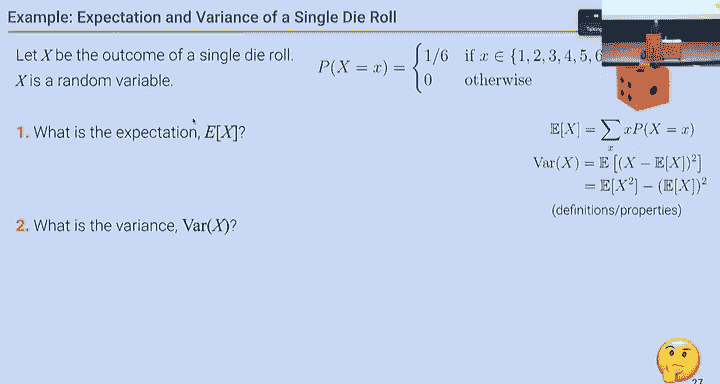 Example: Expectation and Variance of a Single Die Roll
Talking:
Let X be the outcome of a single die roll.
X is a random variable.
P(X = x) = { 1/6 if x ∈ {1, 2, 3, 4, 5, 6
0 otherwise
1. What is the expectation, E[X]?
𝔼[X] = ∑ₓ xP(X = x)
Var(X) = 𝔼 [(X − 𝔼[X])²]
= 𝔼[X²] − (𝔼[X])²
(definitions/properties)
2. What is the variance, Var(X)?
27